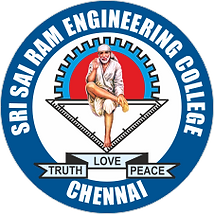 SRI SAI RAM ENGINEERING COLLEGE
LOVE
TRUTH PEACE
CHENNAI